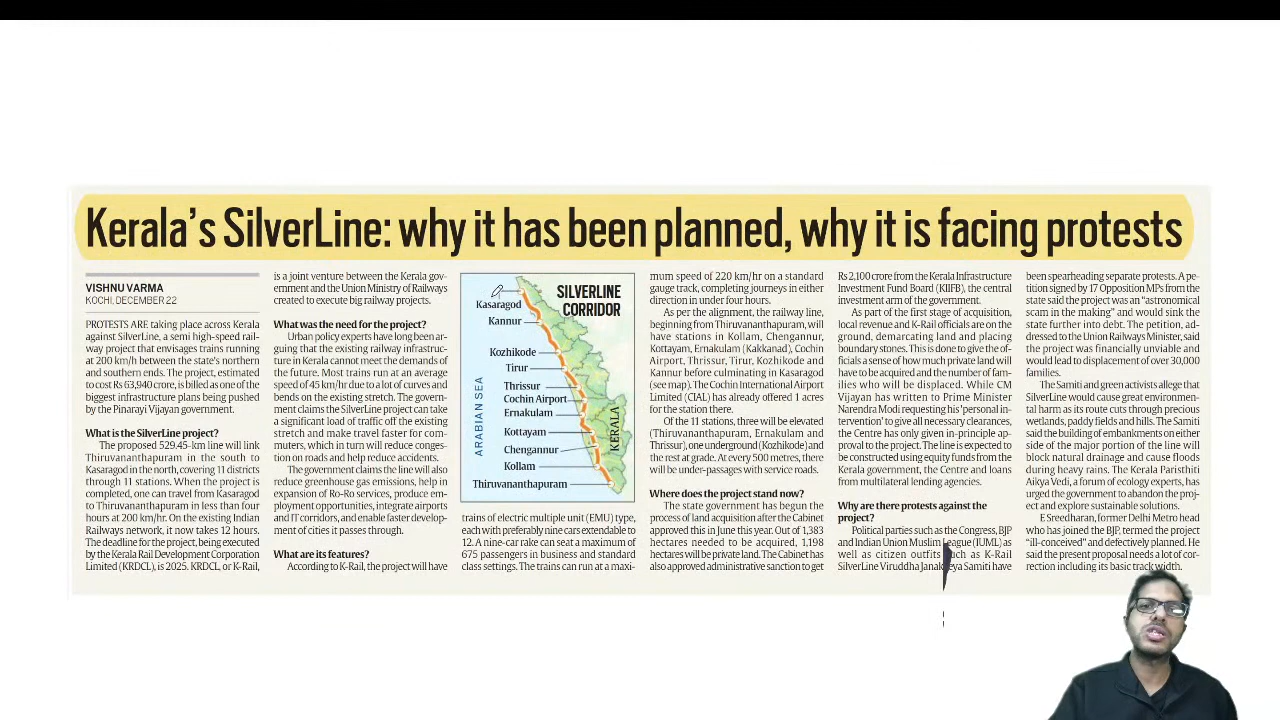 Kerala's SilverLine: why it has been planned, why it is facing protests
VISHNU VARMA
KOCHI, DECEMBER 22
PROTESTS ARE taking place across Kerala
against SilverLine, a semi high-speed rail-
way project that envisages trains running
at 200 km/h between the state's northern
and southern ends. The project, estimated
to cost Rs 63,940 crore, is billed as one of the
biggest infrastructure plans being pushed
by the Pinarayi Vijayan government.
What is the SilverLine project?
The proposed 529.45-km line will link
Thiruvananthapuram in the south to
Kasaragod in the north, covering 11 districts
through 11 stations. When the project is
completed, one can travel from Kasaragod
to Thiruvananthapuram in less than four
hours at 200 km/hr. On the existing Indian
Railways network, it now takes 12 hours.
The deadline for the project, being executed
by the Kerala Rail Development Corporation
Limited (KRDCL), is 2025. KRDCL, or K-Rail,
is a joint venture between the Kerala gov-
ernment and the Union Ministry of Railways
created to execute big railway projects.
What was the need for the project?
Urban policy experts have long been ar-
guing that the existing railway infrastruc-
ture in Kerala cannot meet the demands of
the future. Most trains run at an average
speed of 45 km/hr due to a lot of curves and
bends on the existing stretch. The govern-
ment claims the SilverLine project can take
a significant load of traffic off the existing
stretch and make travel faster for com-
muters, which in turn will reduce conges-
tion on roads and help reduce accidents.
The government claims the line will also
reduce greenhouse gas emissions, help in
expansion of Ro-Ro services, produce em-
ployment opportunities, integrate airports
and IT corridors, and enable faster develop-
ment of cities it passes through.
What are its features?
According to K-Rail, the project will have
SILVERLINE
CORRIDOR
Kasaragod
Kannur
Kozhikode
Tirur
Thrissur
Cochin Airport
Ernakulam
Kottayam
Chengannur
Kollam
Thiruvananthapuram
ARABIAN SEA
KERALA
trains of electric multiple unit (EMU) type,
each with preferably nine cars extendable to
12. A nine-car rake can seat a maximum of
675 passengers in business and standard
class settings. The trains can run at a maxi-
mum speed of 220 km/hr on a standard
gauge track, completing journeys in either
direction in under four hours.
As per the alignment, the railway line,
beginning from Thiruvananthapuram, will
have stations in Kollam, Chengannur,
Kottayam, Ernakulam (Kakkanad), Cochin
Airport, Thrissur, Tirur, Kozhikode and
Kannur before culminating in Kasaragod
(see map). The Cochin International Airport
Limited (CIAL) has already offered 1 acres
for the station there.
Of the 11 stations, three will be elevated
(Thiruvananthapuram, Ernakulam and
Thrissur), one underground (Kozhikode) and
the rest at grade. At every 500 metres, there
will be under-passages with service roads.
Where does the project stand now?
The state government has begun the
process of land acquisition after the Cabinet
approved this in June this year. Out of 1,383
hectares needed to be acquired, 1,198
hectares will be private land. The Cabinet has
also approved administrative sanction to get
Rs 2,100 crore from the Kerala Infrastructure
Investment Fund Board (KIIFB), the central
investment arm of the government.
As part of the first stage of acquisition,
local revenue and K-Rail officials are on the
ground, demarcating land and placing
boundary stones. This is done to give the of-
ficials a sense of how much private land will
have to be acquired and the number of fam-
ilies who will be displaced. While CM
Vijayan has written to Prime Minister
Narendra Modi requesting his 'personal in-
tervention' to give all necessary clearances,
the Centre has only given in-principle ap-
proval to the project. The line is expected to
be constructed using equity funds from the
Kerala government, the Centre and loans
from multilateral lending agencies.
Why are there protests against the
project?
Political parties such as the Congress, BJP
and Indian Union Muslim League (IUML) as
well as citizen outfits such as K-Rail
SilverLine Viruddha Janakeeya Samiti have
been spearheading separate protests. A pe-
tition signed by 17 Opposition MPs from the
state said the project was an "astronomical
scam in the making" and would sink the
state further into debt. The petition, ad-
dressed to the Union Railways Minister, said
the project was financially unviable and
would lead to displacement of over 30,000
families.
The Samiti and green activists allege that
SilverLine would cause great environmen-
tal harm as its route cuts through precious
wetlands, paddy fields and hills. The Samiti
said the building of embankments on either
side of the major portion of the line will
block natural drainage and cause floods
during heavy rains. The Kerala Paristhiti
Aikya Vedi, a forum of ecology experts, has
urged the government to abandon the proj-
ect and explore sustainable solutions.
E Sreedharan, former Delhi Metro head
who has joined the BJP, termed the project
"ill-conceived" and defectively planned. He
said the present proposal needs a lot of cor-
rection including its basic track width.